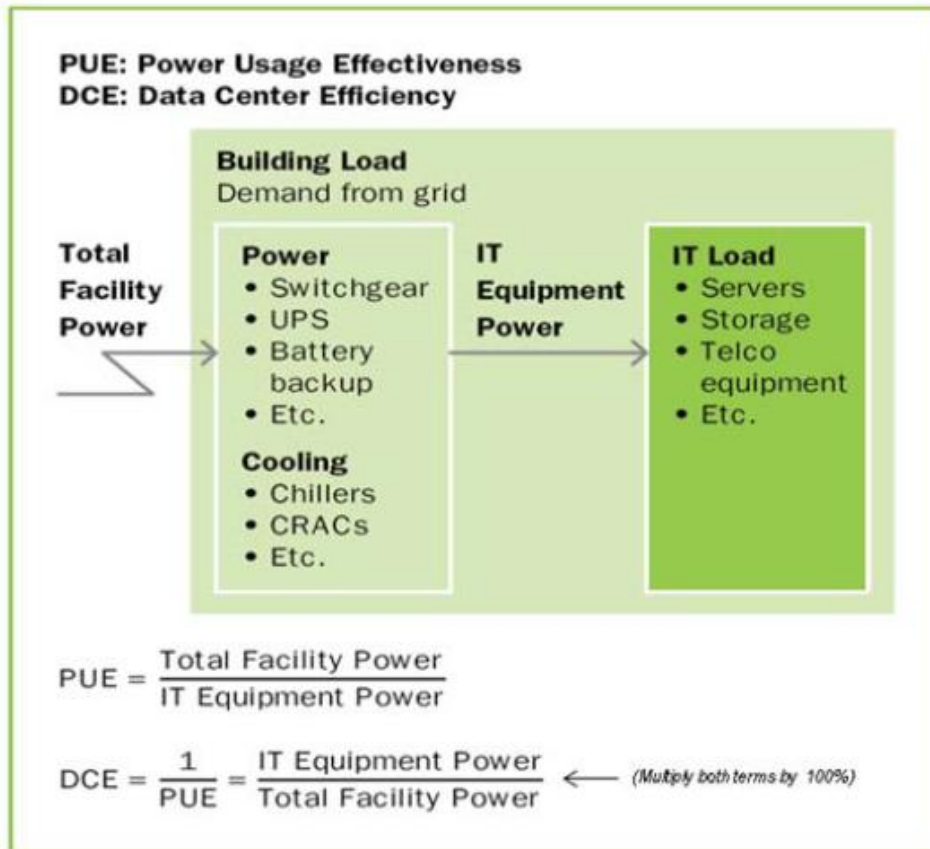 PUE: Power Usage Effectiveness
DCE: Data Center Efficiency
Building Load
Demand from grid
Total
Facility
Power
Power
• Switchgear
• UPS
• Battery
backup
• Etc.
Cooling
• Chillers
• CRACs
• Etc.
IT
Equipment
Power
IT Load
• Servers
• Storage
• Telco
equipment
• Etc.
PUE = Total Facility Power / IT Equipment Power
DCE = 1 / PUE = IT Equipment Power / Total Facility Power (Multiply both terms by 100%)